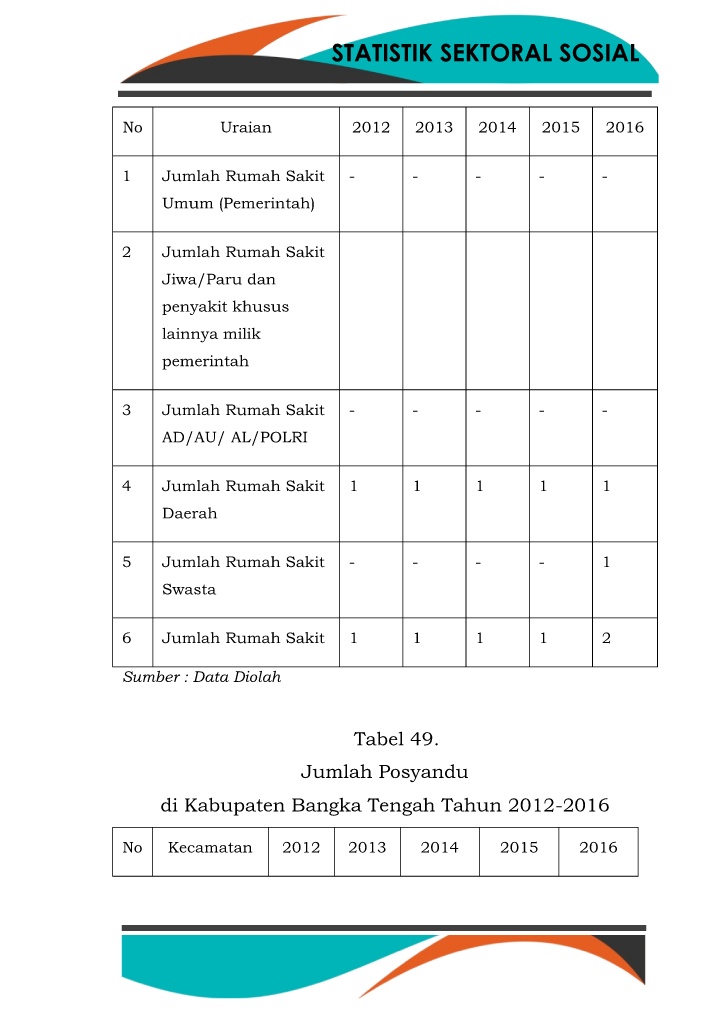 STATISTIK SEKTORAL SOSIAL
No Uraian 2012 2013 2014 2015 2016
1 Jumlah Rumah Sakit - - - - -
Umum (Pemerintah)
2 Jumlah Rumah Sakit
Jiwa/Paru dan
penyakit khusus
lainnya milik
pemerintah
3 Jumlah Rumah Sakit - - - - -
AD/AU/ AL/POLRI
4 Jumlah Rumah Sakit 1 1 1 1 1
Daerah
5 Jumlah Rumah Sakit - - - - 1
Swasta
6 Jumlah Rumah Sakit 1 1 1 1 2
Sumber : Data Diolah
Tabel 49.
Jumlah Posyandu
di Kabupaten Bangka Tengah Tahun 2012-2016
No Kecamatan 2012 2013 2014 2015 2016